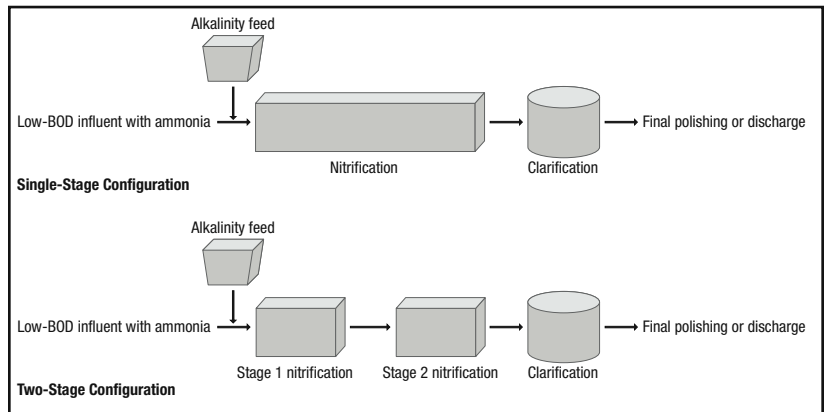 Alkalinity feed
Low-BOD influent with ammonia
Final polishing or discharge
Nitrification
Clarification
Single-Stage Configuration
Alkalinity feed
Low-BOD influent with ammonia
Final polishing or discharge
Stage 1 nitrification
Stage 2 nitrification
Clarification
Two-Stage Configuration